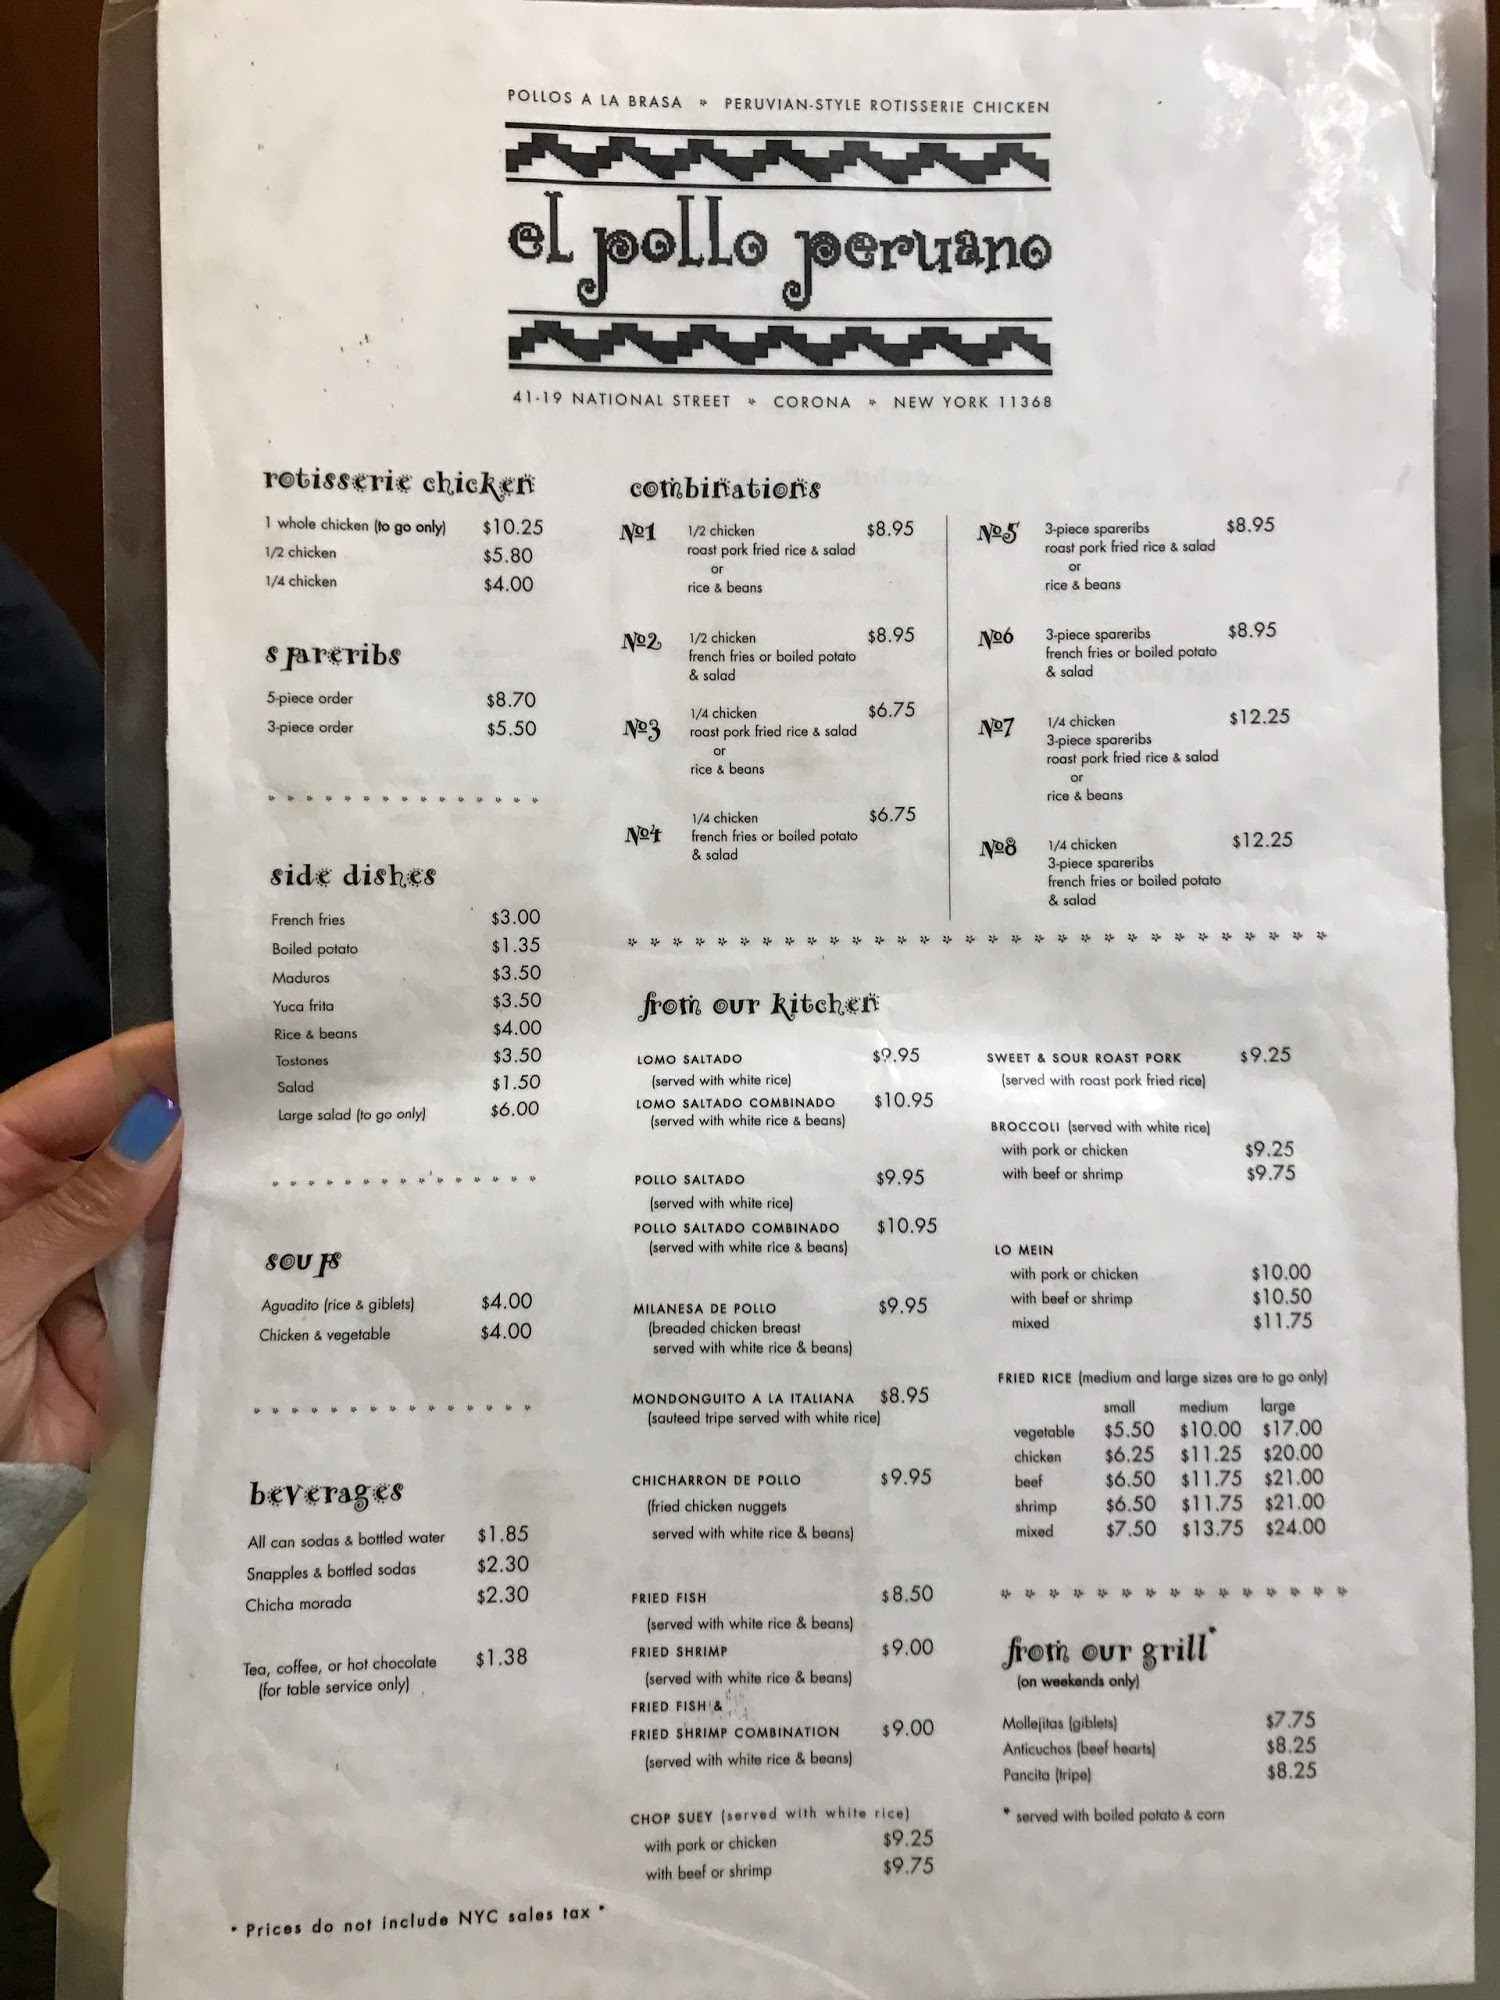 POLLOS A LA BRASA * PERUVIAN-STYLE ROTISSERIE CHICKEN
el pollo peruano
41-19 NATIONAL STREET * CORONA * NEW YORK 11368
rotisserie chicken
1 whole chicken (to go only) $10.25
1/2 chicken $5.80
1/4 chicken $4.00
spareribs
5-piece order $8.70
3-piece order $5.50
side dishes
French fries $3.00
Boiled potato $1.35
Maduros $3.50
Yuca frita $3.50
Rice & beans $4.00
Tostones $3.50
Salad $1.50
Large salad (to go only) $6.00
soups
Aguadito (rice & giblets) $4.00
Chicken & vegetable $4.00
beverages
All can sodas & bottled water $1.85
Snapples & bottled sodas $2.30
Chicha morada $2.30
Tea, coffee, or hot chocolate $1.38
(for table service only)
combinations
Nº1 1/2 chicken $8.95
roast pork fried rice & salad
or
rice & beans
Nº2 1/2 chicken $8.95
french fries or boiled potato
& salad
Nº3 1/4 chicken $6.75
roast pork fried rice & salad
or
rice & beans
Nº4 1/4 chicken $6.75
french fries or boiled potato
& salad
Nº5 3-piece spareribs $8.95
roast pork fried rice & salad
or
rice & beans
Nº6 3-piece spareribs $8.95
french fries or boiled potato
& salad
Nº7 1/4 chicken $12.25
3-piece spareribs
roast pork fried rice & salad
or
rice & beans
Nº8 1/4 chicken $12.25
3-piece spareribs
french fries or boiled potato
& salad
from our kitchen
LOMO SALTADO $9.95
(served with white rice)
LOMO SALTADO COMBINADO $10.95
(served with white rice & beans)
POLLO SALTADO $9.95
(served with white rice)
POLLO SALTADO COMBINADO $10.95
(served with white rice & beans)
MILANESA DE POLLO $9.95
(breaded chicken breast
served with white rice & beans)
MONDONGUITO A LA ITALIANA $8.95
(sauteed tripe served with white rice)
CHICHARRON DE POLLO $9.95
(fried chicken nuggets
served with white rice & beans)
FRIED FISH $8.50
(served with white rice & beans)
FRIED SHRIMP $9.00
(served with white rice & beans)
FRIED FISH &
FRIED SHRIMP COMBINATION $9.00
(served with white rice & beans)
CHOP SUEY (served with white rice)
with pork or chicken $9.25
with beef or shrimp $9.75
SWEET & SOUR ROAST PORK $9.25
(served with roast pork fried rice)
BROCCOLI (served with white rice)
with pork or chicken $9.25
with beef or shrimp $9.75
LO MEIN
with pork or chicken $10.00
with beef or shrimp $10.50
mixed $11.75
FRIED RICE (medium and large sizes are to go only)
small medium large
vegetable $5.50 $10.00 $17.00
chicken $6.25 $11.25 $20.00
beef $6.50 $11.75 $21.00
shrimp $6.50 $11.75 $21.00
mixed $7.50 $13.75 $24.00
from our grill*
(on weekends only)
Mollejitas (giblets) $7.75
Anticuchos (beef hearts) $8.25
Pancita (tripe) $8.25
* served with boiled potato & corn
* Prices do not include NYC sales tax *